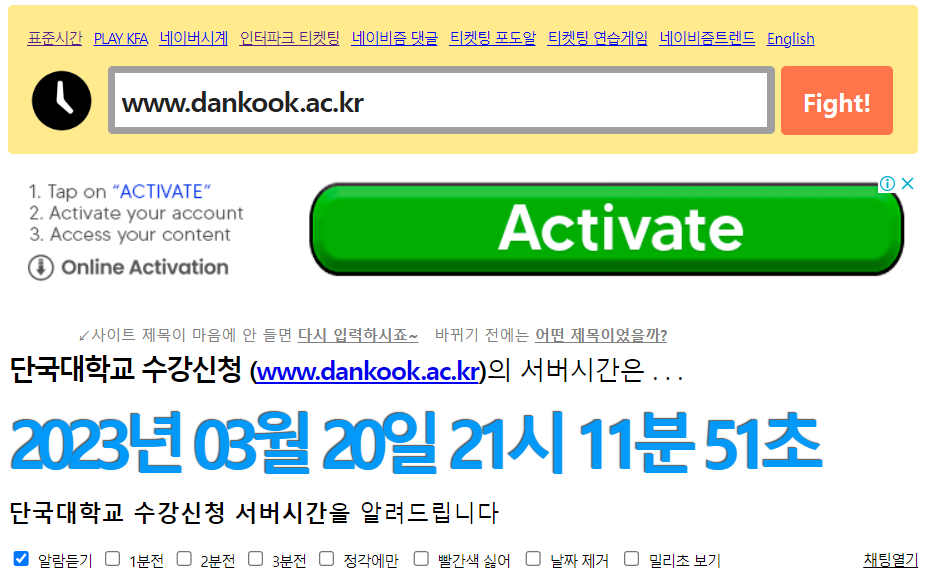 표준시간 PLAY KFA 네이버시계 인터파크 티켓팅 네이비즘 댓글 티켓팅 포도알 티켓팅 연습게임 네이비즘트렌드 English
www.dankook.ac.kr Fight!
1. Tap on “ACTIVATE”
2. Activate your account
3. Access your content
Online Activation
Activate
↙사이트 제목이 마음에 안 들면 다시 입력하시죠~ 바뀌기 전에는 어떤 제목이었을까?
단국대학교 수강신청 (www.dankook.ac.kr)의 서버시간은 . . .
2023년 03월 20일 21시 11분 51초
단국대학교 수강신청 서버시간을 알려드립니다
알람듣기 1분전 2분전 3분전 정각에만 빨간색 싫어 날짜 제거 밀리초 보기 채팅열기